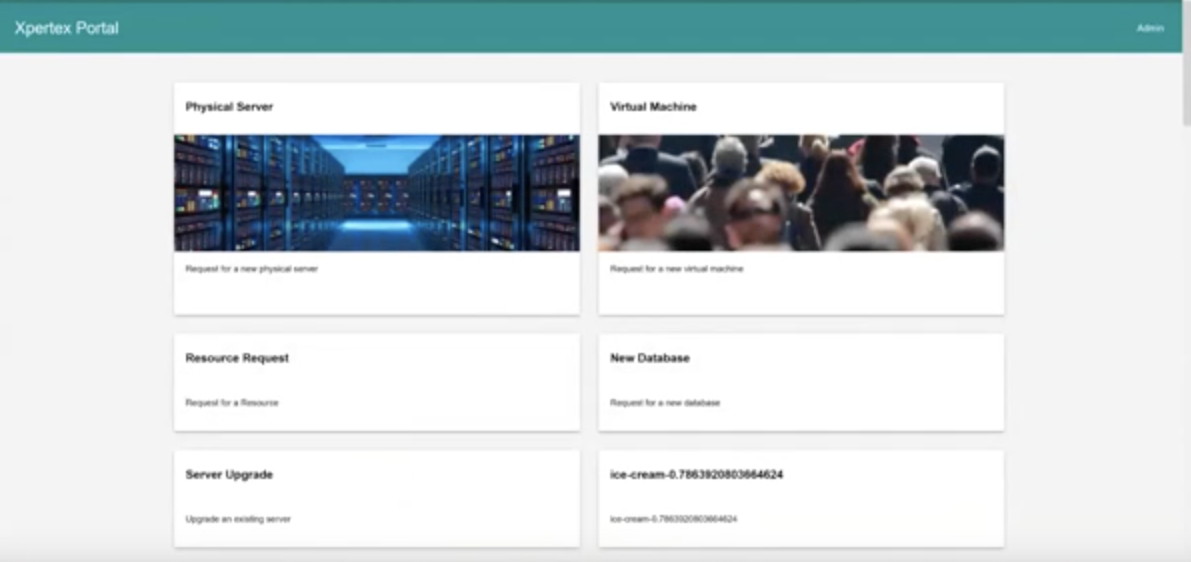 Xpertex Portal
Admin
Physical Server
Request for a new physical server
Virtual Machine
Request for a new virtual machine
Resource Request
Request for a Resource
New Database
Request for a new database
Server Upgrade
Upgrade an existing server
ice-cream-0.7863920803664624
ice-cream-0.7863920803664624